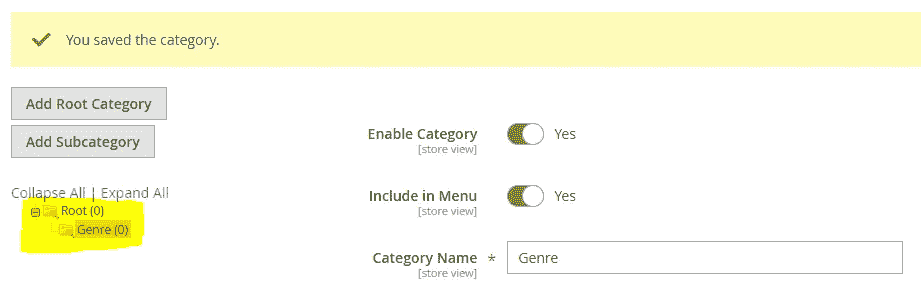 You saved the category.
Add Root Category
Add Subcategory
Collapse All | Expand All
Root (0)
Genre (0)
Enable Category
[store view]
Yes
Include in Menu
[store view]
Yes
Category Name *
[store view]
Genre